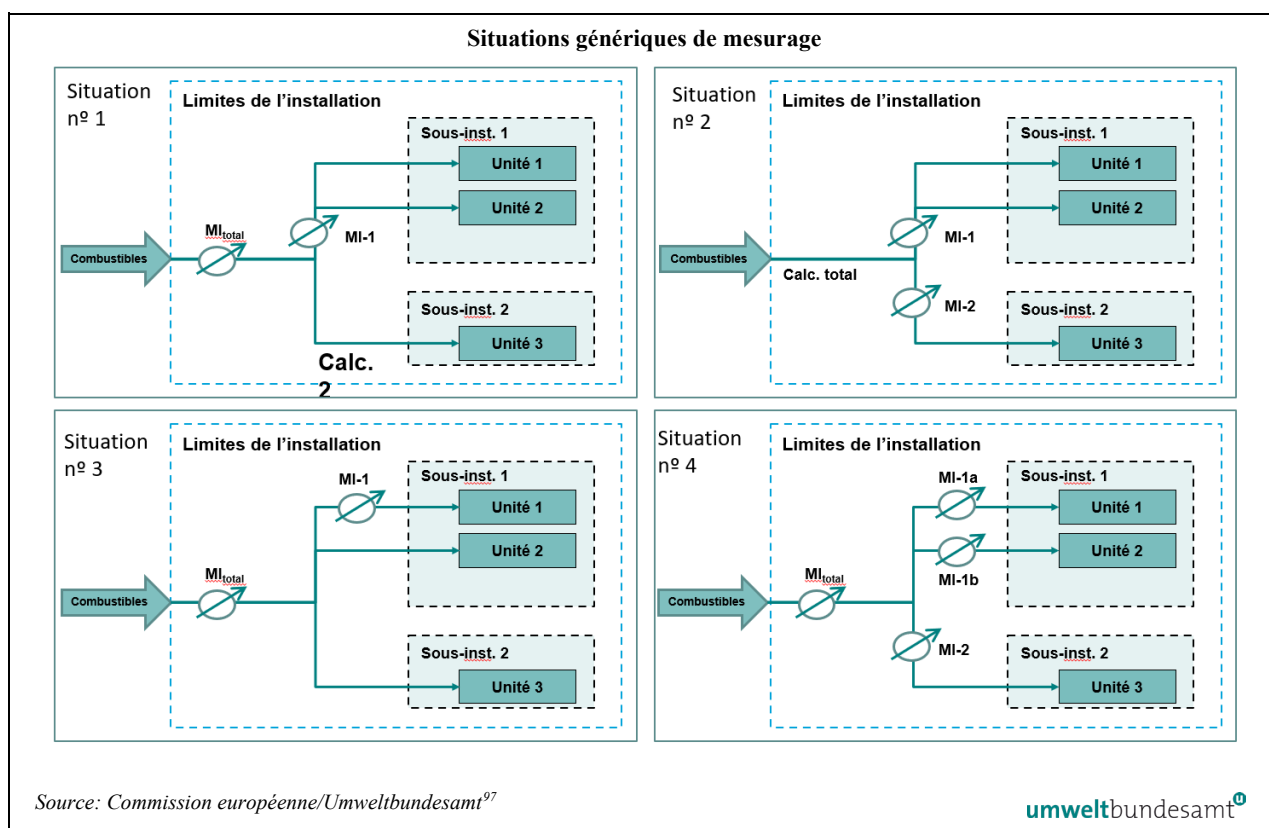 Situations génériques de mesurage
Situation
nº 1
Limites de l'installation
Sous-inst. 1
Unité 1
Unité 2
MI-1
MItotal
Combustibles
Sous-inst. 2
Unité 3
Calc.
2
Situation
nº 2
Limites de l'installation
Sous-inst. 1
Unité 1
Unité 2
MI-1
Combustibles
Calc. total
MI-2
Sous-inst. 2
Unité 3
Situation
nº 3
Limites de l'installation
MI-1
Sous-inst. 1
Unité 1
Unité 2
MItotal
Combustibles
Sous-inst. 2
Unité 3
Situation
nº 4
Limites de l'installation
MI-1a
Sous-inst. 1
Unité 1
Unité 2
MI-1b
MItotal
Combustibles
MI-2
Sous-inst. 2
Unité 3
Source: Commission européenne/Umweltbundesamt97
umweltbundesamt u